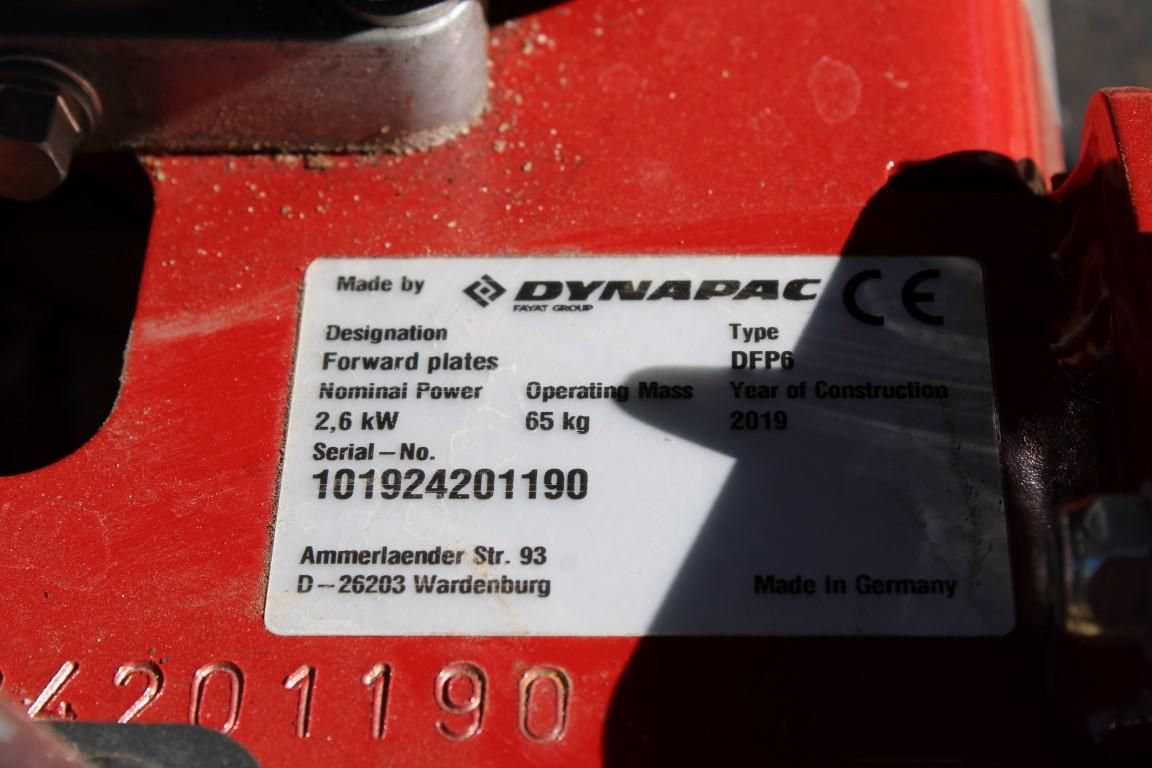 Made by DYNAPAC CE
FAYAT GROUP
Designation Type
Forward plates DFP6
Nominal Power Operating Mass Year of Construction
2,6 kW 65 kg 2019
Serial-No.
101924201190
Ammerlaender Str. 93
D-26203 Wardenburg Made in Germany
4201190